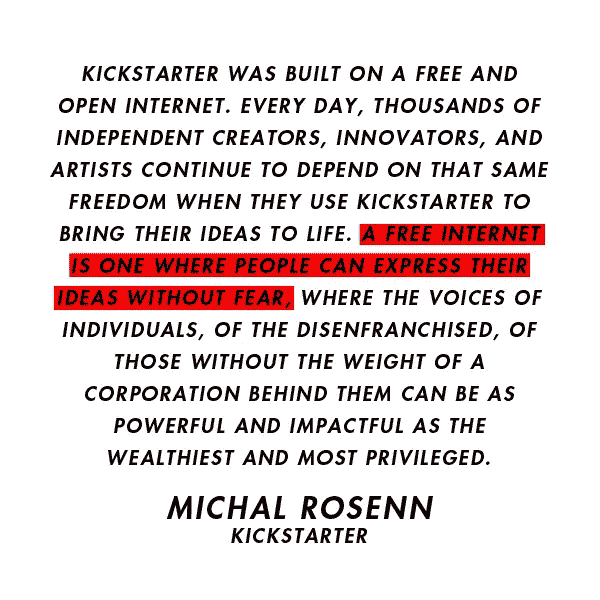 KICKSTARTER WAS BUILT ON A FREE AND
OPEN INTERNET. EVERY DAY, THOUSANDS OF
INDEPENDENT CREATORS, INNOVATORS, AND
ARTISTS CONTINUE TO DEPEND ON THAT SAME
FREEDOM WHEN THEY USE KICKSTARTER TO
BRING THEIR IDEAS TO LIFE. A FREE INTERNET
IS ONE WHERE PEOPLE CAN EXPRESS THEIR
IDEAS WITHOUT FEAR, WHERE THE VOICES OF
INDIVIDUALS, OF THE DISENFRANCHISED, OF
THOSE WITHOUT THE WEIGHT OF A
CORPORATION BEHIND THEM CAN BE AS
POWERFUL AND IMPACTFUL AS THE
WEALTHIEST AND MOST PRIVILEGED.
MICHAL ROSENN
KICKSTARTER